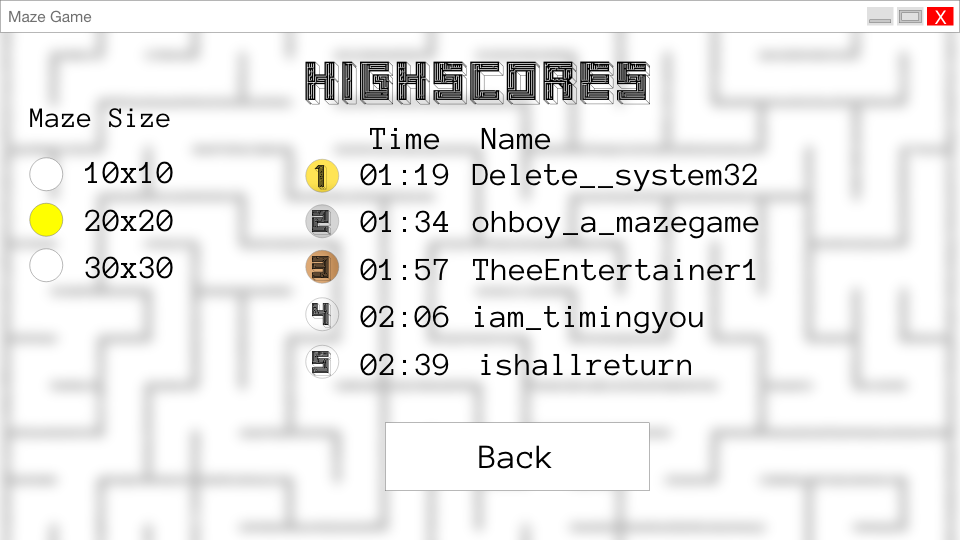 Maze Game
X
HIGHSCORES
Maze Size
10x10
20x20
30x30
Time Name
1 01:19 Delete__system32
2 01:34 ohboy_a_mazegame
3 01:57 TheeEntertainer1
4 02:06 iam_timingyou
5 02:39 ishallreturn
Back